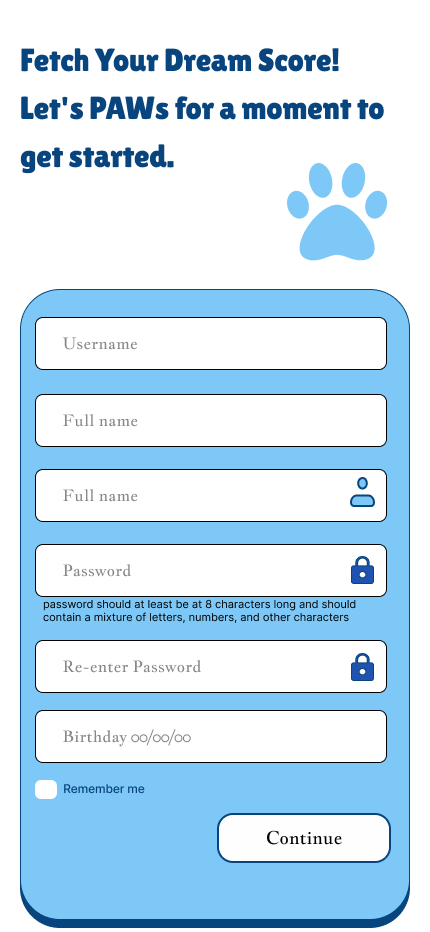 Fetch Your Dream Score!
Let's PAWs for a moment to
get started.
Username
Full name
Full name
Password
password should at least be at 8 characters long and should
contain a mixture of letters, numbers, and other characters
Re-enter Password
Birthday 00/00/00
Remember me
Continue